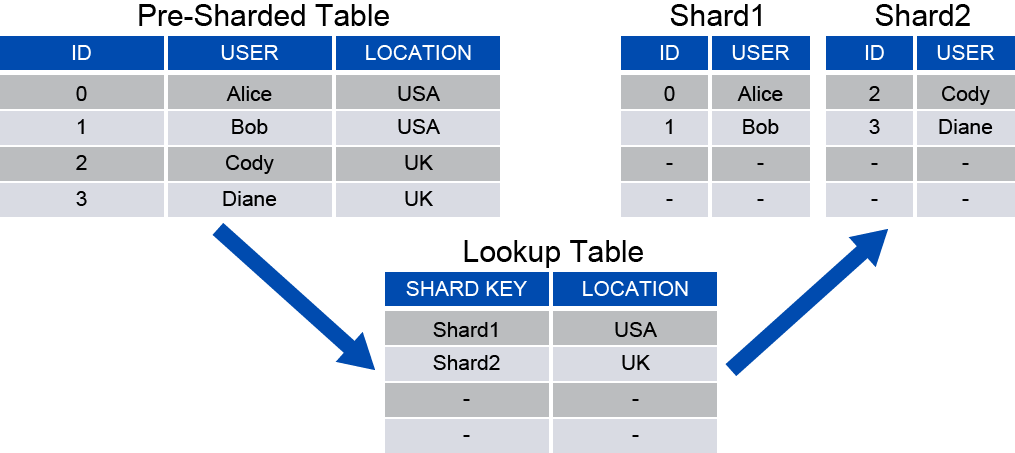 Pre-Sharded Table
ID USER LOCATION
0 Alice USA
1 Bob USA
2 Cody UK
3 Diane UK
Shard1
ID USER
0 Alice
1 Bob
- -
- -
Shard2
ID USER
2 Cody
3 Diane
- -
- -
Lookup Table
SHARD KEY LOCATION
Shard1 USA
Shard2 UK
- -
- -